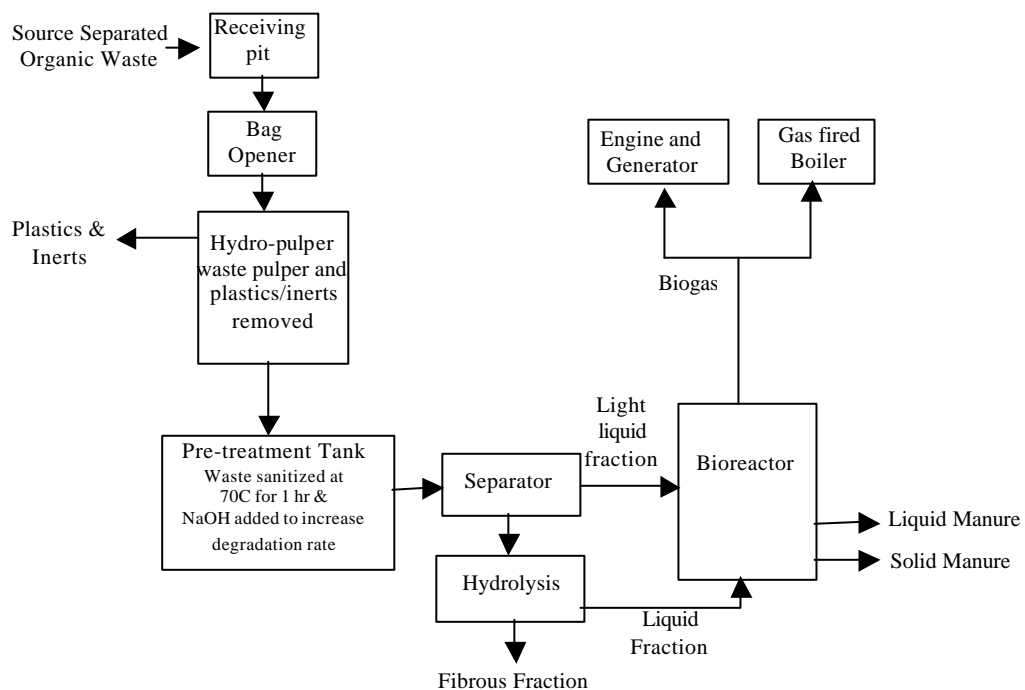 Source Separated
Organic Waste
Receiving
pit
Bag
Opener
Engine and
Generator
Gas fired
Boiler
Plastics &
Inerts
Hydro-pulper
waste pulper and
plastics/inerts
removed
Biogas
Pre-treatment Tank
Waste sanitized at
70C for 1 hr &
NaOH added to increase
degradation rate
Separator
Light
liquid
fraction
Bioreactor
Liquid Manure
Solid Manure
Hydrolysis
Liquid
Fraction
Fibrous Fraction